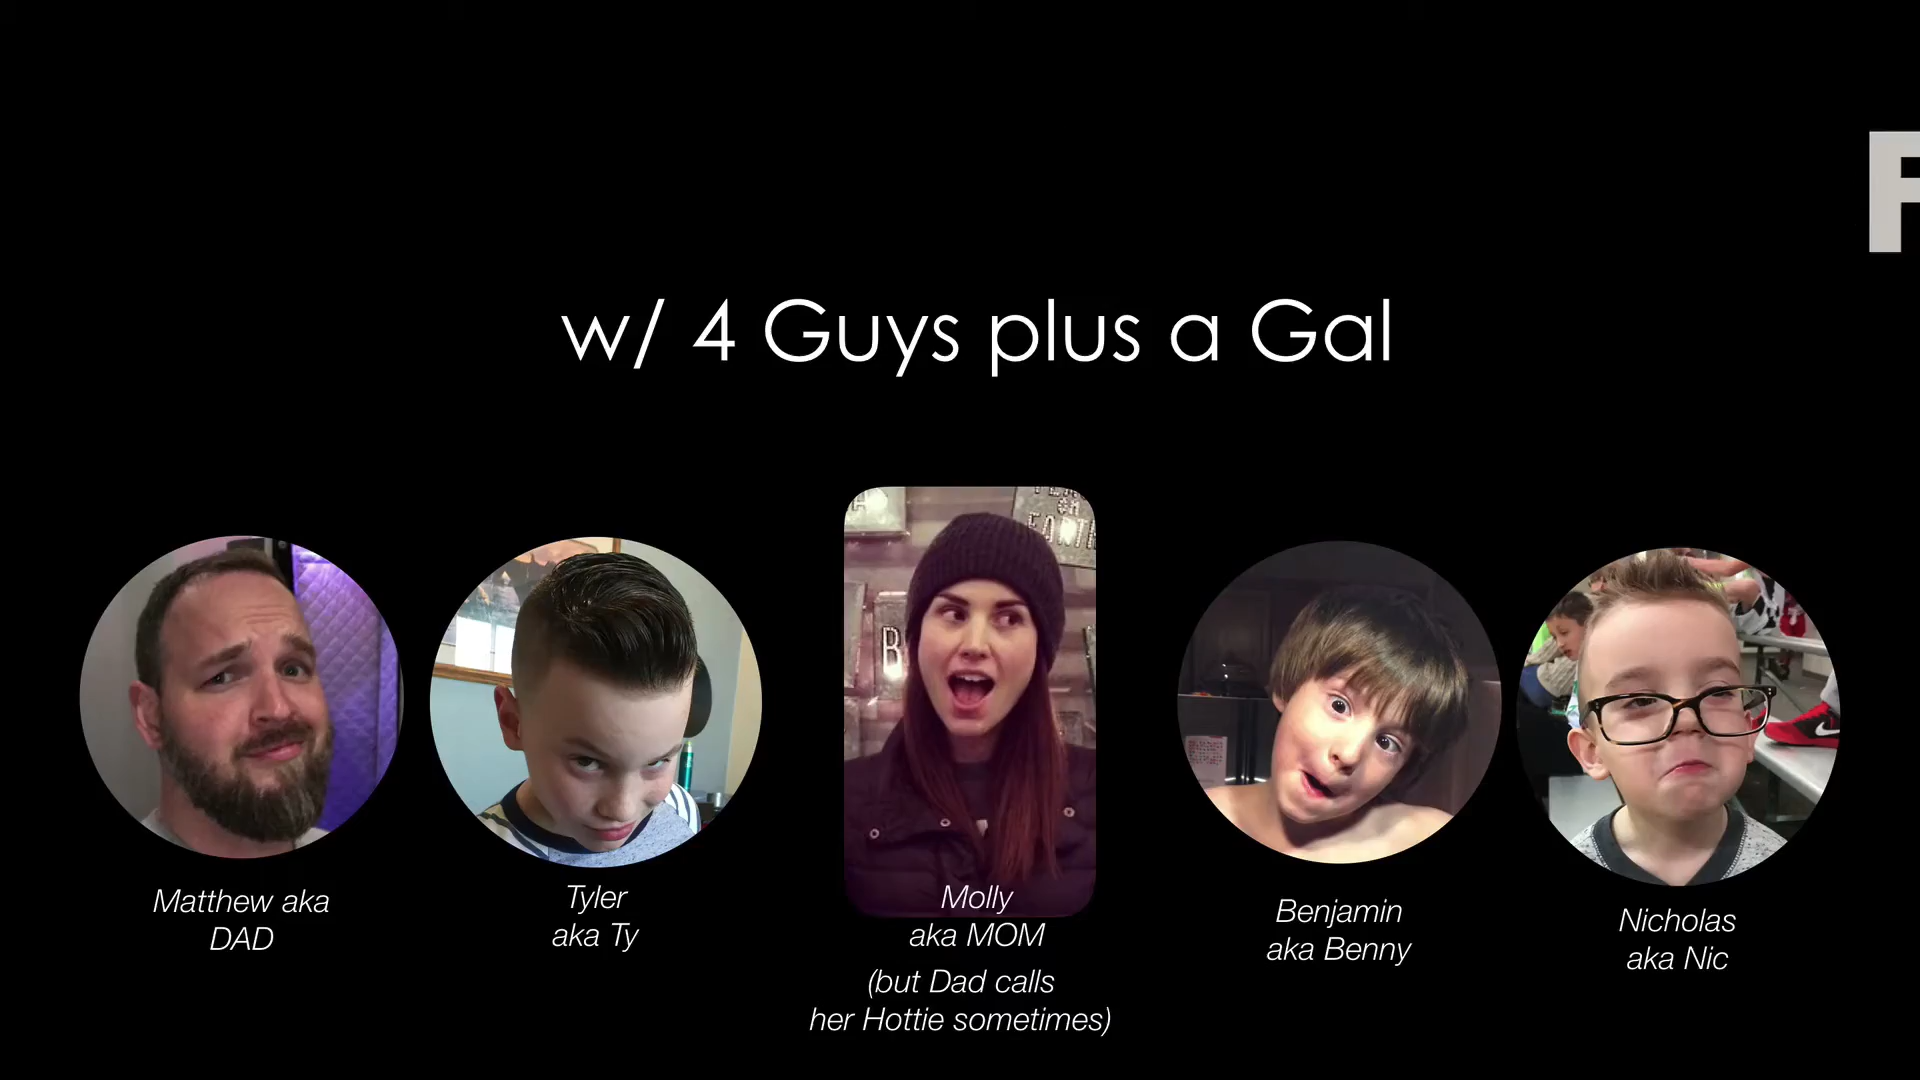 F
w/ 4 Guys plus a Gal
Matthew aka
DAD
Tyler
aka Ty
Molly
aka MOM
(but Dad calls
her Hottie sometimes)
Benjamin
aka Benny
Nicholas
aka Nic